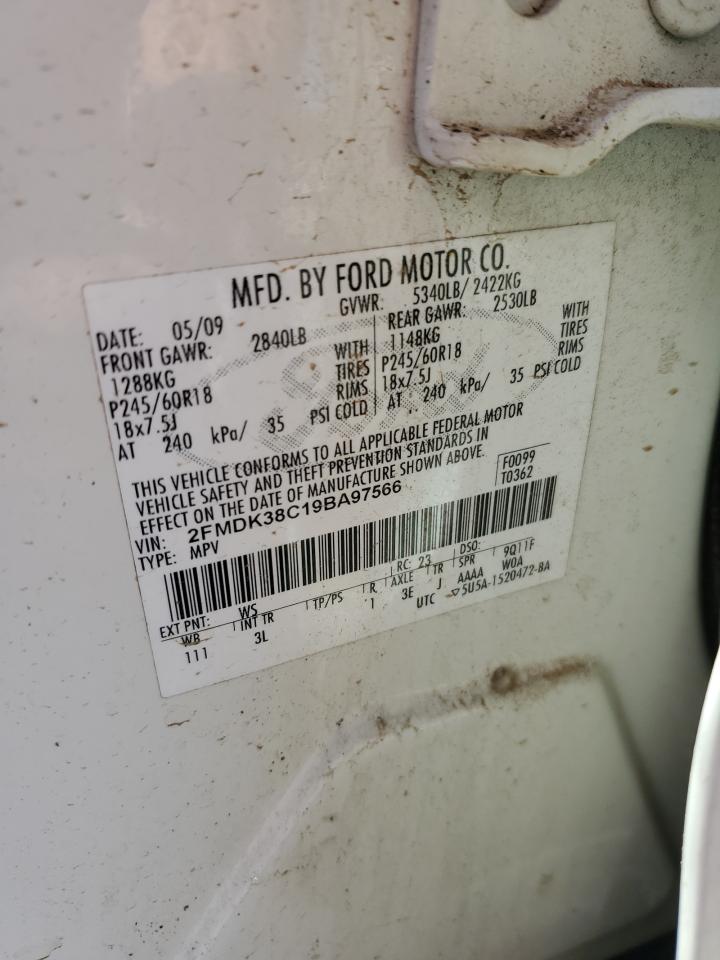 MFD. BY FORD MOTOR CO.
DATE: 05/09 GVWR: 5340LB/ 2422KG
FRONT GAWR: 2840LB REAR GAWR: 2530LB
1288KG WITH 1148KG WITH
P245/60R18 TIRES P245/60R18 TIRES
18x7.5J RIMS 18x7.5J RIMS
AT 240 kPa/ 35 PSI COLD AT 240 kPa/ 35 PSI COLD
THIS VEHICLE CONFORMS TO ALL APPLICABLE FEDERAL MOTOR
VEHICLE SAFETY AND THEFT PREVENTION STANDARDS IN
EFFECT ON THE DATE OF MANUFACTURE SHOWN ABOVE.
VIN: 2FMDK38C19BA97566 F0099
TYPE: MPV T0362
EXT PNT: WS RC: 23 DSO:
WB INT TR TP/PS R AXLE TR SPR 9Q11F
111 3L 1 3E J AAAA W0A
UTC ▽5U5A-1520472-BA